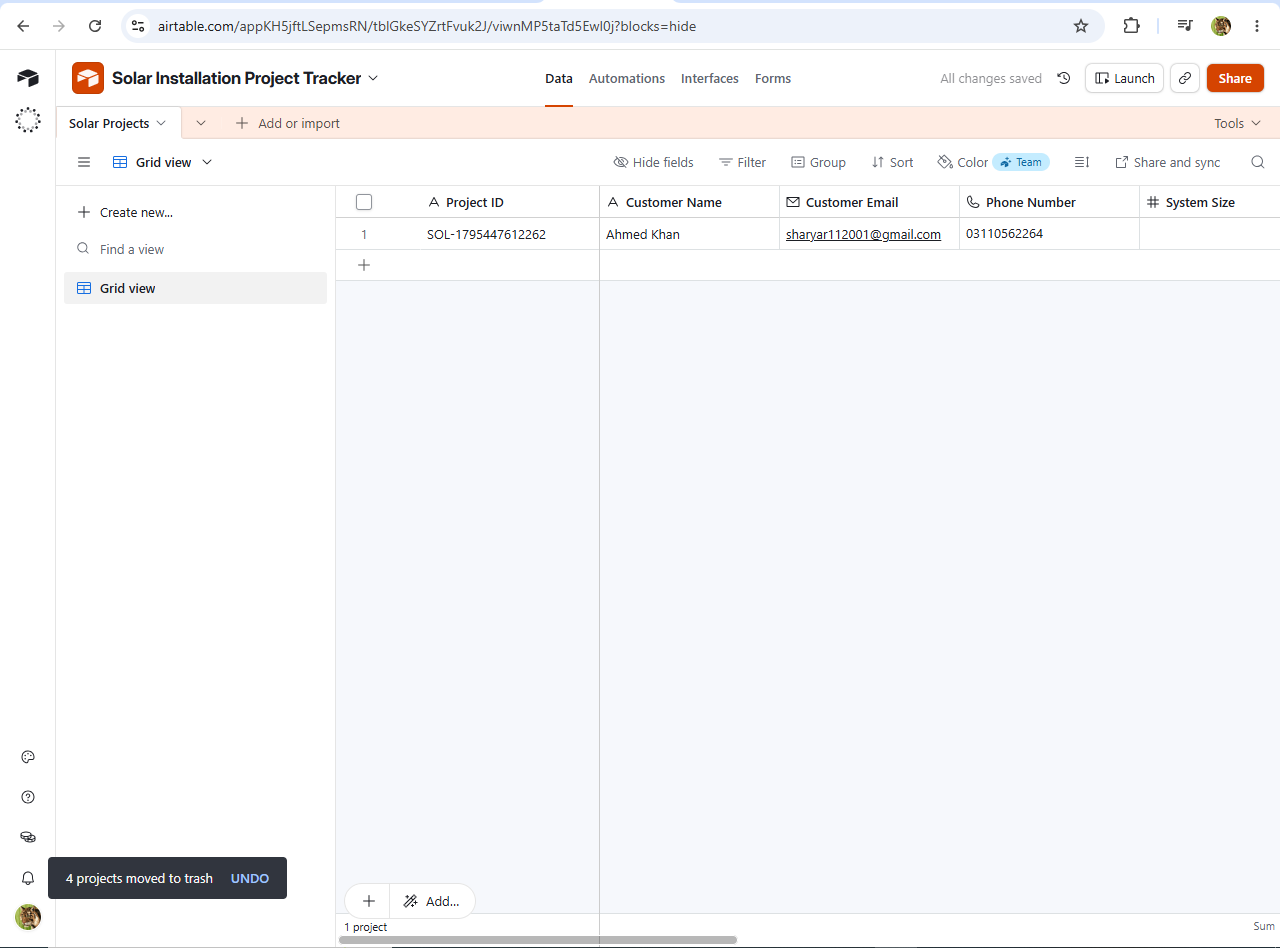 airtable.com/appKH5jftLSepmsRN/tblGkeSYZrtFvuk2J/viwnMP5taTd5Ewl0j?blocks=hide
Solar Installation Project Tracker
Data Automations Interfaces Forms
All changes saved Launch Share
Solar Projects Add or import Tools
Grid view Hide fields Filter Group Sort Color Team Share and sync
Create new...
Find a view
Grid view
Project ID Customer Name Customer Email Phone Number System Size
1 SOL-1795447612262 Ahmed Khan sharyar112001@gmail.com 03110562264
4 projects moved to trash UNDO
Add...
1 project Sum